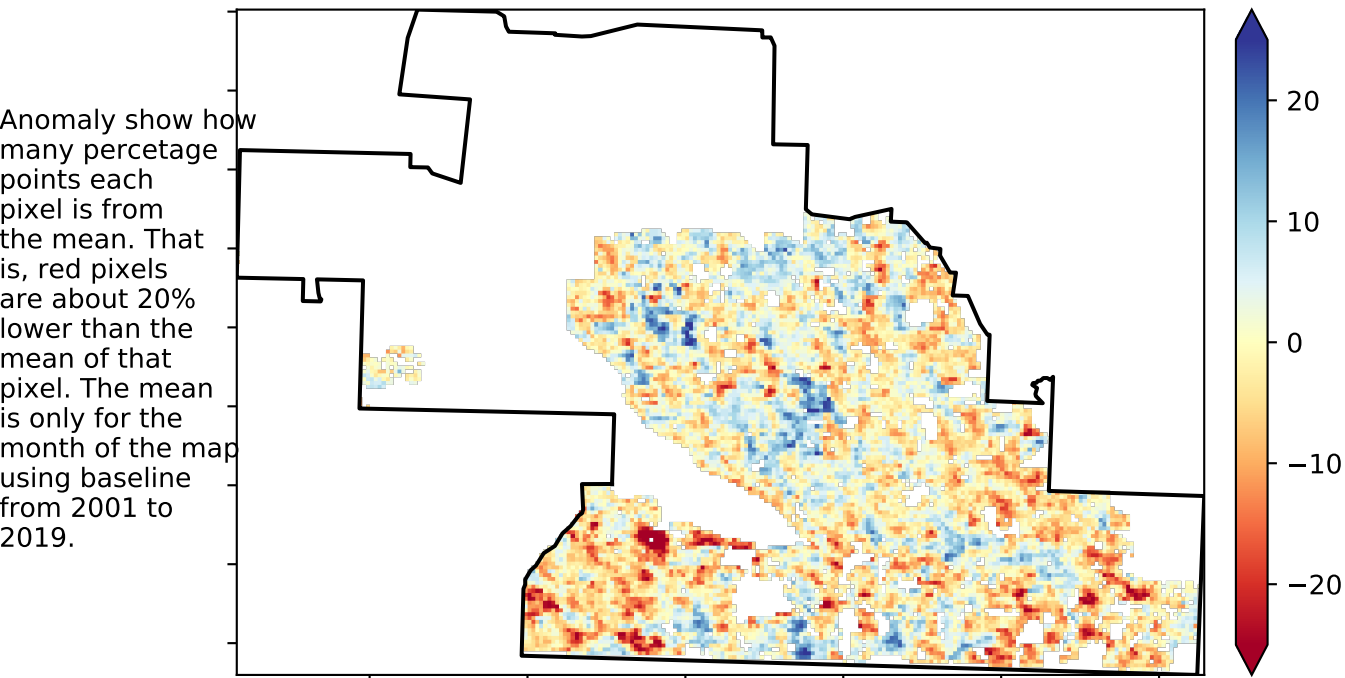 Anomaly show how
many percetage
points each
pixel is from
the mean. That
is, red pixels
are about 20%
lower than the
mean of that
pixel. The mean
is only for the
month of the map
using baseline
from 2001 to
2019.
20
10
0
−10
−20